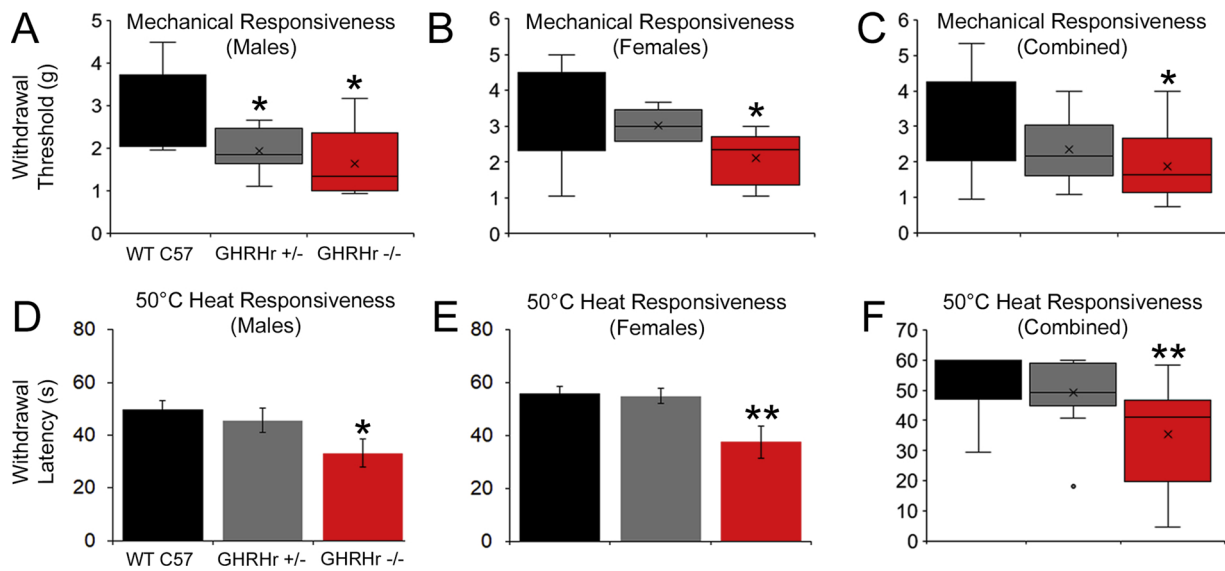 A
Mechanical Responsiveness
(Males)
Withdrawal
Threshold (g)
5
4
3
2
1
0
*
*
WT C57
GHRHr +/-
GHRHr -/-
B
Mechanical Responsiveness
(Females)
6
5
4
3
2
1
0
*
C
Mechanical Responsiveness
(Combined)
6
5
4
3
2
1
0
*
D
50°C Heat Responsiveness
(Males)
Withdrawal
Latency (s)
80
60
40
20
0
*
WT C57
GHRHr +/-
GHRHr -/-
E
50°C Heat Responsiveness
(Females)
80
60
40
20
0
**
F
50°C Heat Responsiveness
(Combined)
70
60
50
40
30
20
10
0
**